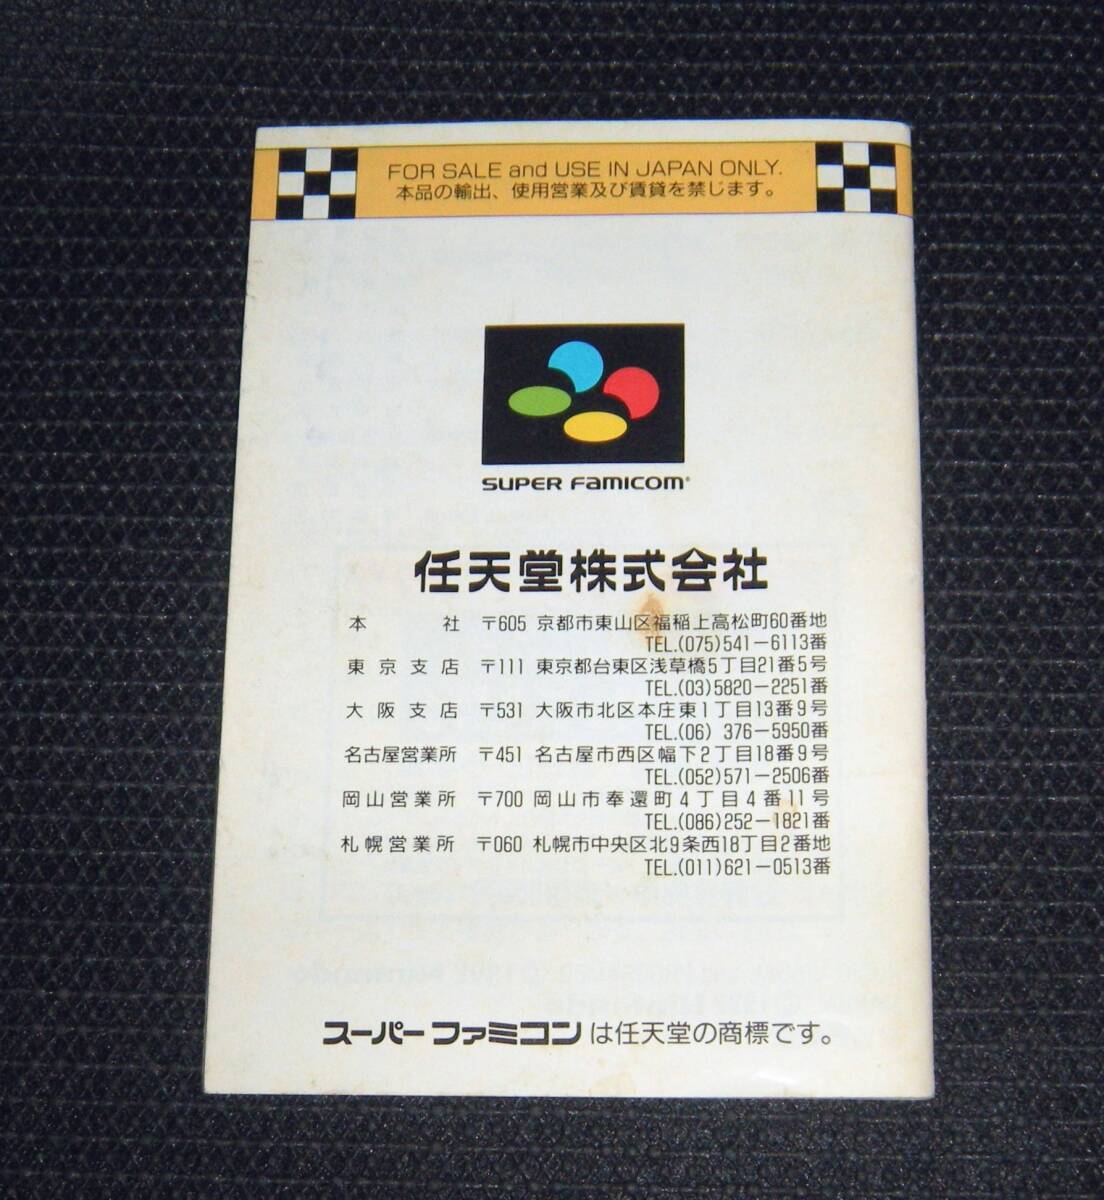 FOR SALE and USE IN JAPAN ONLY.
本品の輸出、使用営業及び賃貸を禁じます。
SUPER FAMICOM®
任天堂株式会社
本社 〒605 京都市東山区福稲上高松町60番地
TEL.(075)541-6113番
東京支店 〒111 東京都台東区浅草橋5丁目21番5号
TEL.(03)5820-2251番
大阪支店 〒531 大阪市北区本庄東1丁目13番9号
TEL.(06) 376-5950番
名古屋営業所 〒451 名古屋市西区幅下2丁目18番9号
TEL.(052)571-2506番
岡山営業所 〒700 岡山市奉還町4丁目4番11号
TEL.(086)252-1821番
札幌営業所 〒060 札幌市中央区北9条西18丁目2番地
TEL.(011)621-0513番
スーパーファミコンは任天堂の商標です。